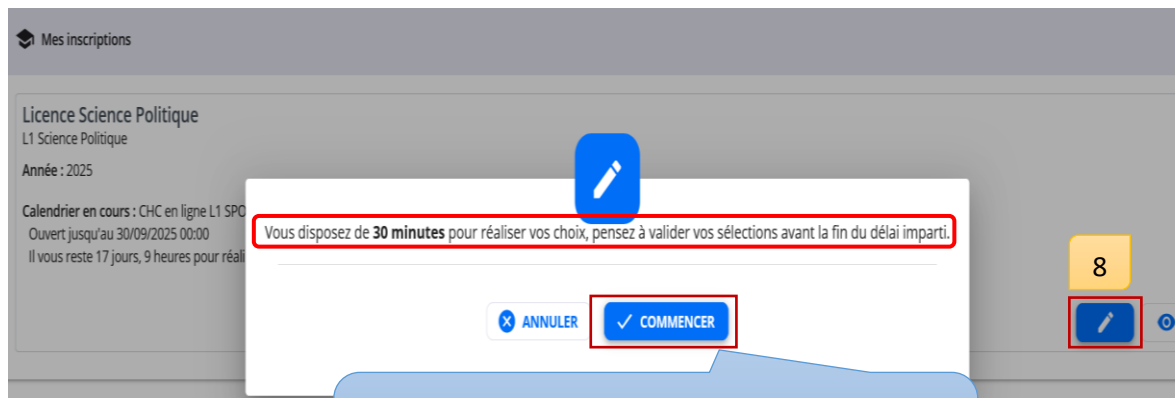 Mes inscriptions
Licence Science Politique
L1 Science Politique
Année : 2025
Calendrier en cours : CHC en ligne L1 SPO
Ouvert jusqu'au 30/09/2025 00:00
Il vous reste 17 jours, 9 heures pour réali
Vous disposez de 30 minutes pour réaliser vos choix, pensez à valider vos sélections avant la fin du délai imparti.
8
ANNULER
COMMENCER